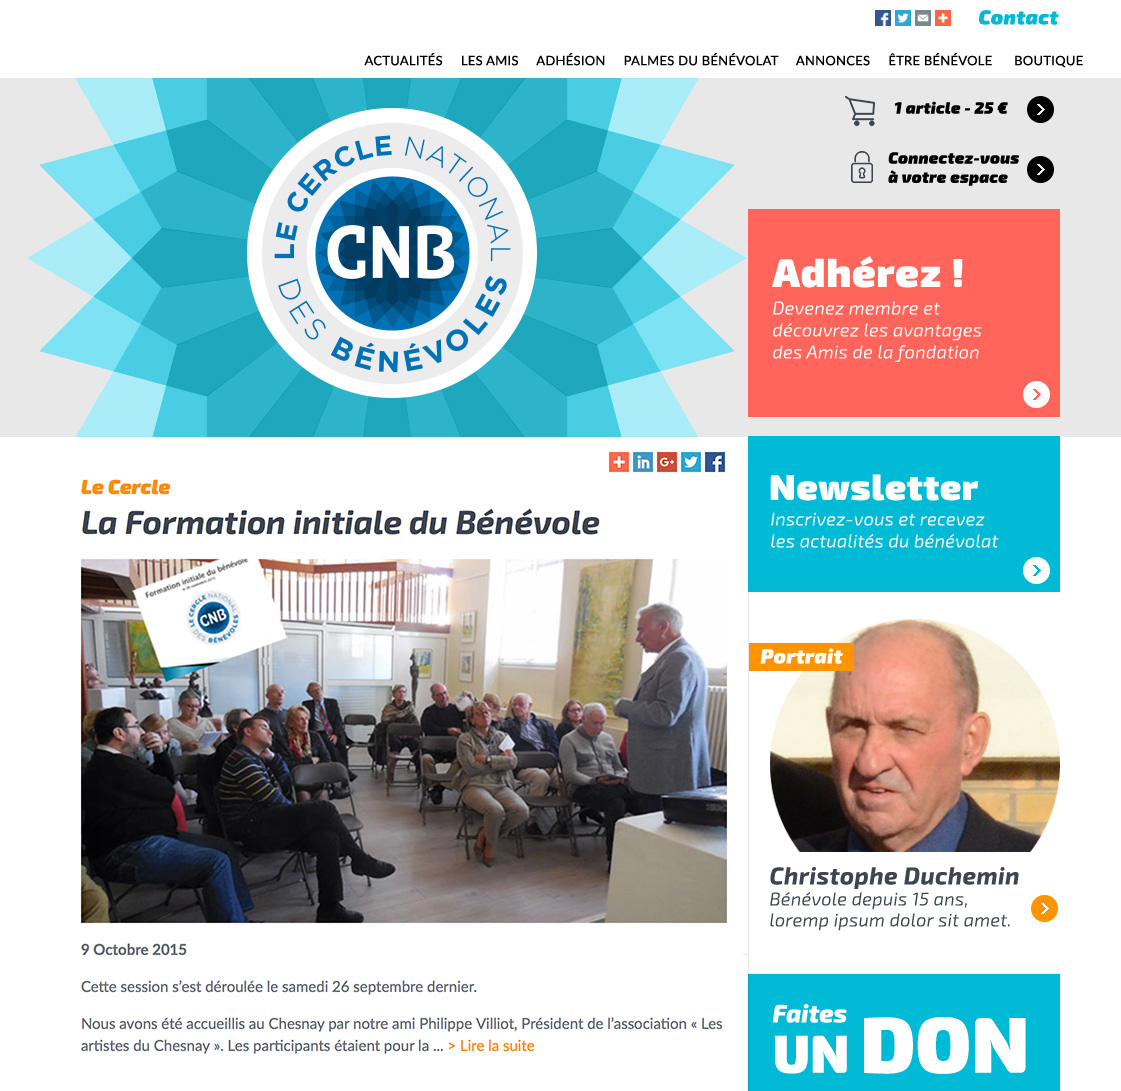 Contact
ACTUALITÉS LES AMIS ADHÉSION PALMES DU BÉNÉVOLAT ANNONCES ÊTRE BÉNÉVOLE BOUTIQUE
1 article - 25 €
Connectez-vous
à votre espace
LE CERCLE NATIONAL
DES BÉNÉVOLES
CNB
Adhérez !
Devenez membre et
découvrez les avantages
des Amis de la fondation
Newsletter
Inscrivez-vous et recevez
les actualités du bénévolat
Le Cercle
La Formation initiale du Bénévole
Formation initiale du bénévole
LE CERCLE NATIONAL
DES BÉNÉVOLES
CNB
9 Octobre 2015
Cette session s’est déroulée le samedi 26 septembre dernier.
Nous avons été accueillis au Chesnay par notre ami Philippe Villiot, Président de l’association « Les
artistes du Chesnay ». Les participants étaient pour la ... > Lire la suite
Portrait
Christophe Duchemin
Bénévole depuis 15 ans,
loremp ipsum dolor sit amet.
Faites
UN DON